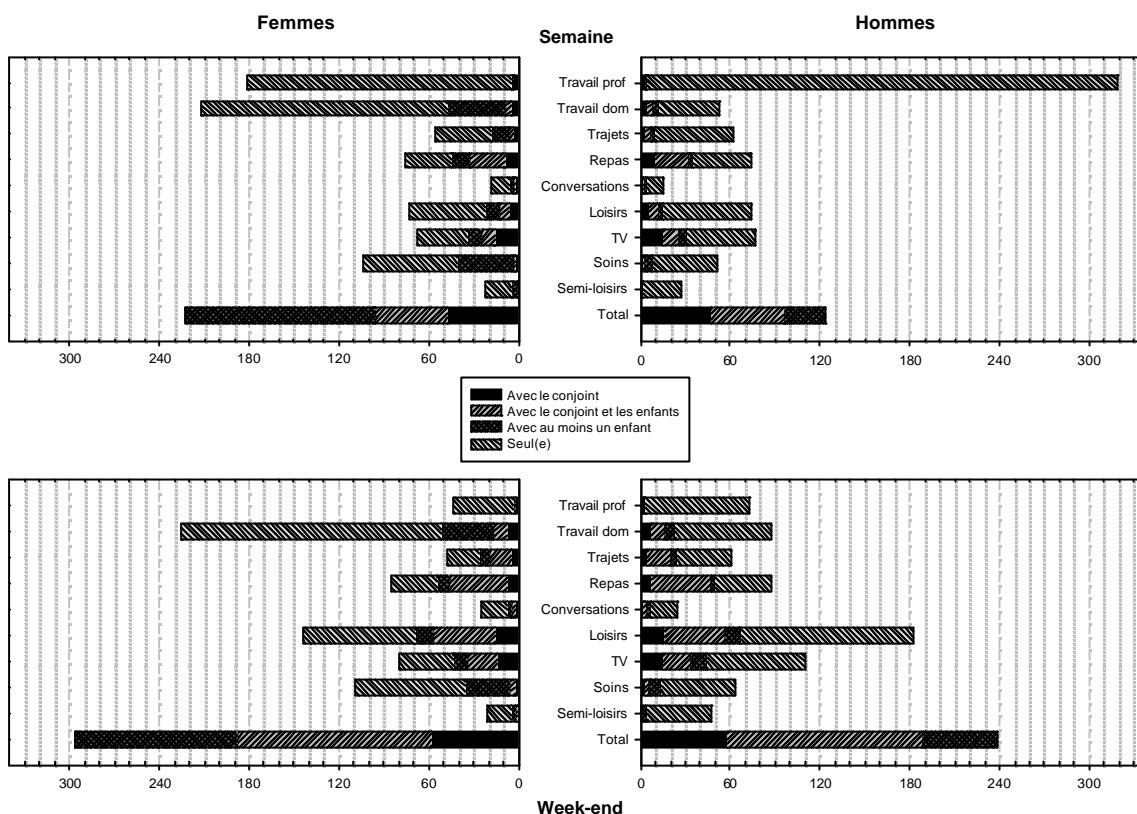 Femmes
Hommes
Semaine
Travail prof
Travail dom
Trajets
Repas
Conversations
Loisirs
TV
Soins
Semi-loisirs
Total
300 240 180 120 60 0
0 60 120 180 240 300
Avec le conjoint
Avec le conjoint et les enfants
Avec au moins un enfant
Seul(e)
Travail prof
Travail dom
Trajets
Repas
Conversations
Loisirs
TV
Soins
Semi-loisirs
Total
300 240 180 120 60 0
0 60 120 180 240 300
Week-end